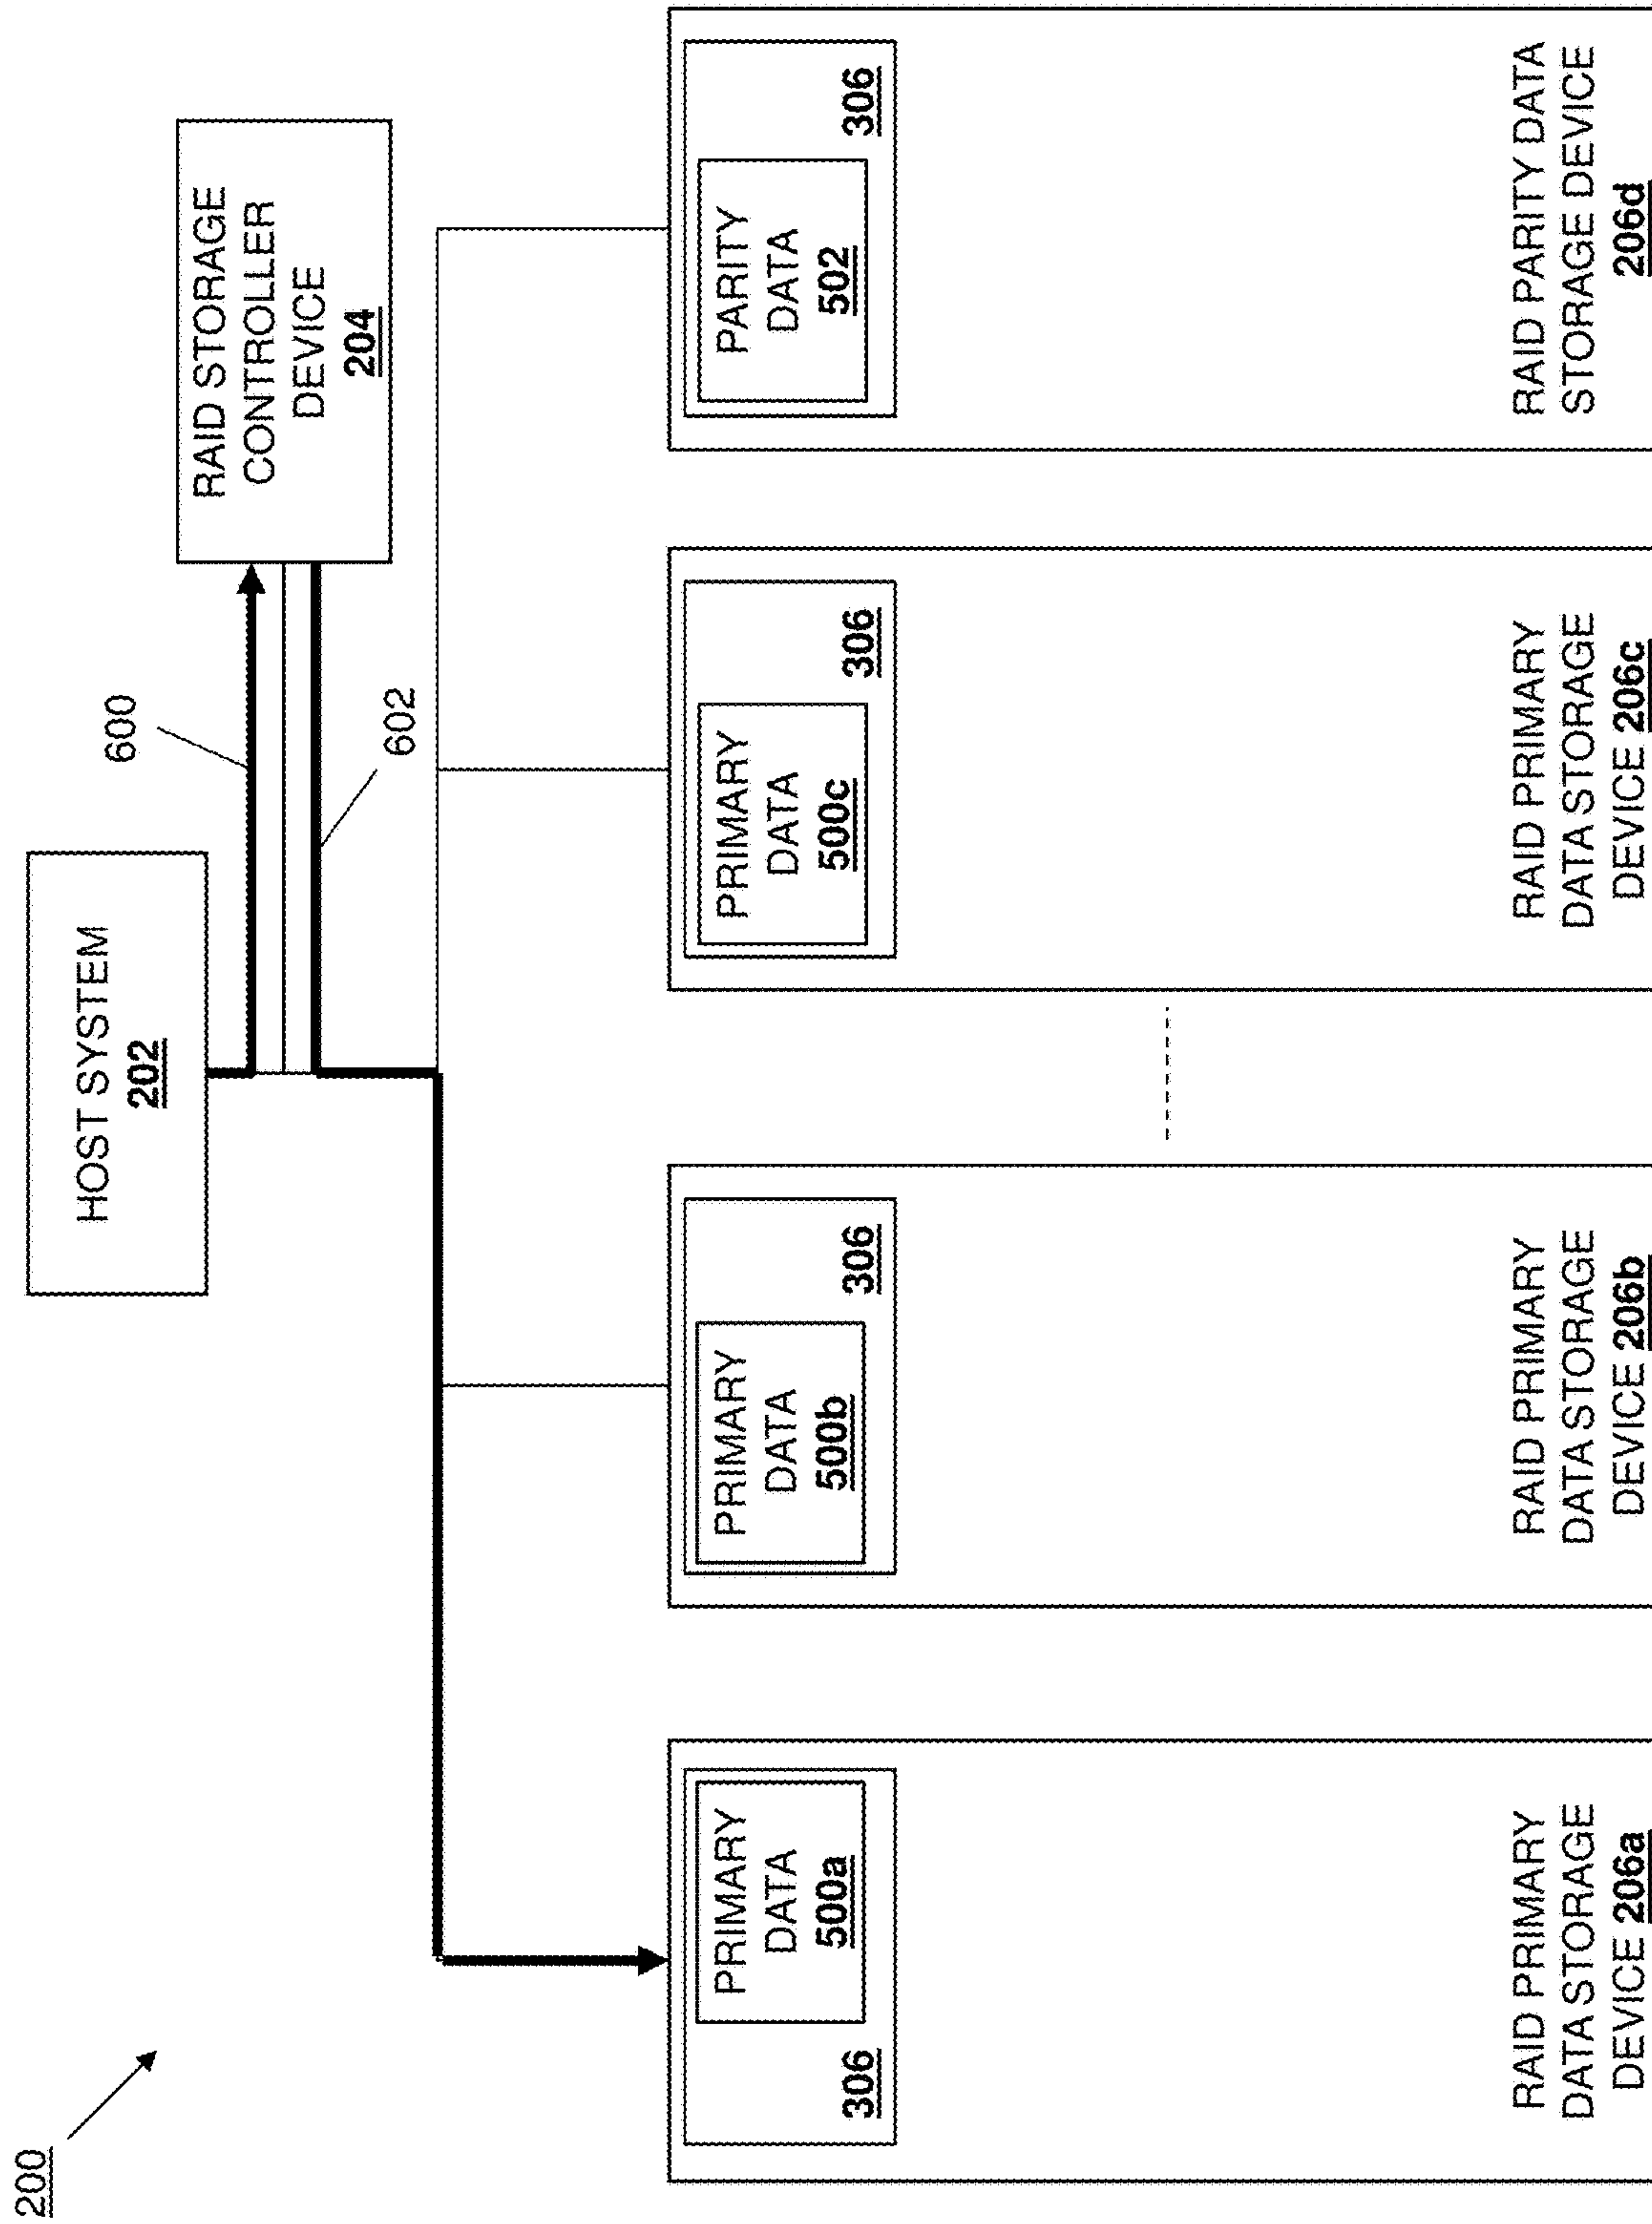 200
HOST SYSTEM
202
600
602
RAID STORAGE
CONTROLLER
DEVICE
204
PRIMARY
DATA
500a
306
RAID PRIMARY
DATA STORAGE
DEVICE 206a
PRIMARY
DATA
500b
306
RAID PRIMARY
DATA STORAGE
DEVICE 206b
PRIMARY
DATA
500c
306
RAID PRIMARY
DATA STORAGE
DEVICE 206c
PARITY
DATA
502
306
RAID PARITY DATA
STORAGE DEVICE
206d